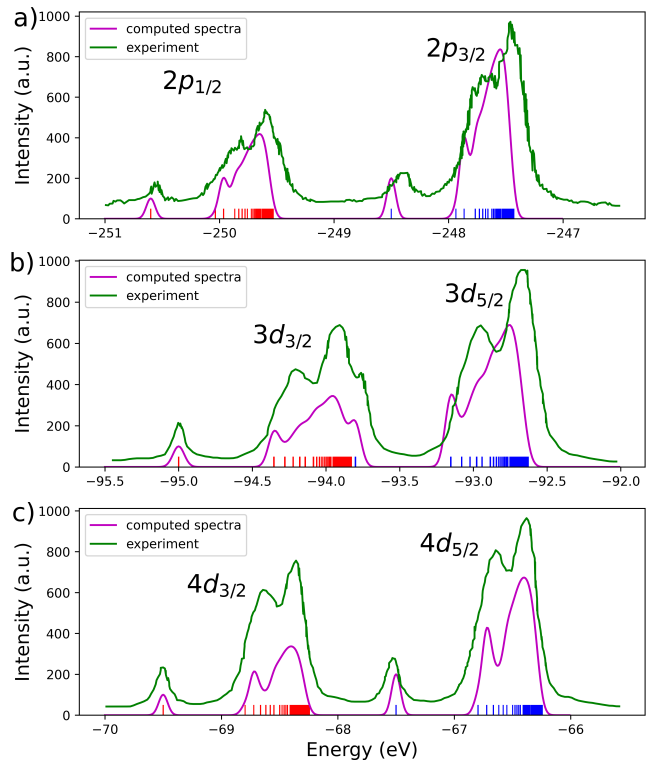 a)
1000
800
600
400
200
0
Intensity (a.u.)
computed spectra
experiment
2p1/2
2p3/2
−251
−250
−249
−248
−247
b)
1000
800
600
400
200
0
Intensity (a.u.)
computed spectra
experiment
3d3/2
3d5/2
−95.5
−95.0
−94.5
−94.0
−93.5
−93.0
−92.5
−92.0
c)
1000
800
600
400
200
0
Intensity (a.u.)
computed spectra
experiment
4d3/2
4d5/2
−70
−69
−68
−67
−66
Energy (eV)